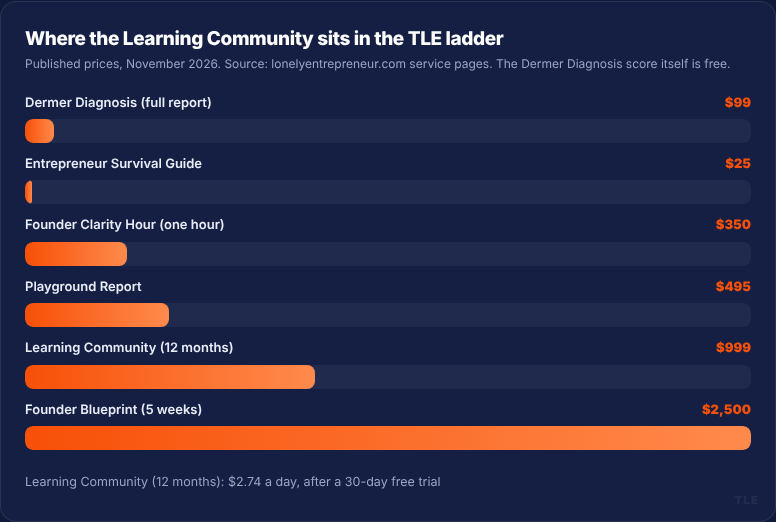 Where the Learning Community sits in the TLE ladder
Published prices, November 2026. Source: lonelyentrepreneur.com service pages. The Dermer Diagnosis score itself is free.
Dermer Diagnosis (full report) $99
Entrepreneur Survival Guide $25
Founder Clarity Hour (one hour) $350
Playground Report $495
Learning Community (12 months) $999
Founder Blueprint (5 weeks) $2,500
Learning Community (12 months): $2.74 a day, after a 30-day free trial
TLE